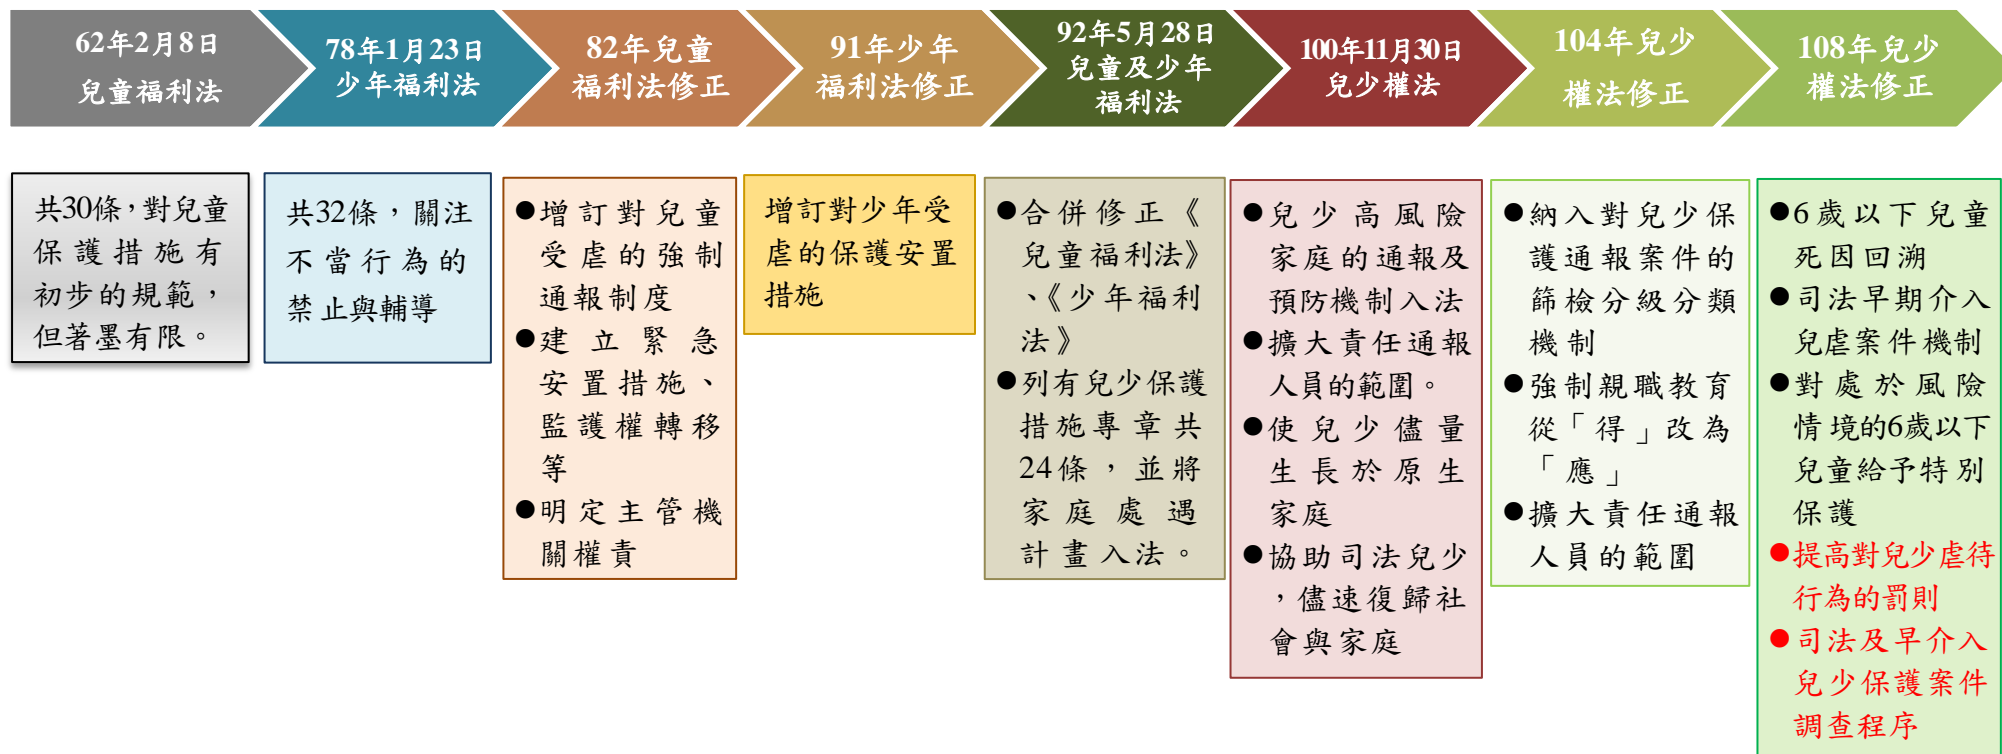 62年2月8日
兒童福利法
78年1月23日
少年福利法
82年兒童
福利法修正
91年少年
福利法修正
92年5月28日
兒童及少年
福利法
100年11月30日
兒少權法
104年兒少
權法修正
108年兒少
權法修正
共30條，對兒童
保護措施有
初步的規範，
但著墨有限。
共32條，關注
不當行為的
禁止與輔導
●增訂對兒童
受虐的強制
通報制度
●建立緊急
安置措施、
監護權轉移
等
●明定主管機
關權責
增訂對少年受
虐的保護安置
措施
●合併修正《
兒童福利法》
、《少年福利
法》
●列有兒少保護
措施專章共
24條，並將
家庭處遇
計畫入法。
●兒少高風險
家庭的通報及
預防機制入法
●擴大責任通報
人員的範圍。
●使兒少儘量
生長於原生
家庭
●協助司法兒少
，儘速復歸社
會與家庭
●納入對兒少保
護通報案件的
篩檢分級分類
機制
●強制親職教育
從「得」改為
「應」
●擴大責任通報
人員的範圍
●6歲以下兒童
死因回溯
●司法早期介入
兒虐案件機制
●對處於風險
情境的6歲以下
兒童給予特別
保護
●提高對兒少虐待
行為的罰則
●司法及早介入
兒少保護案件
調查程序